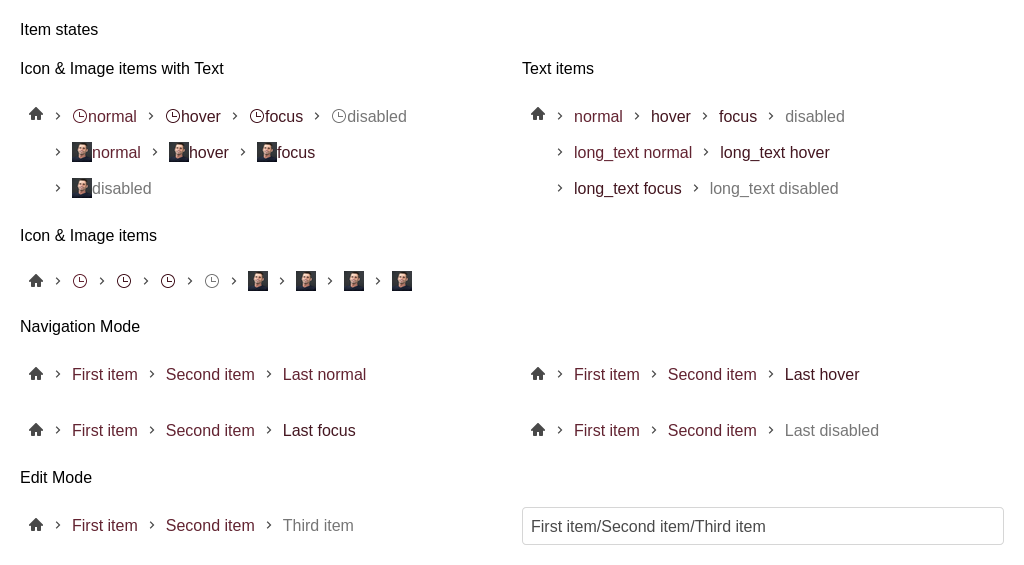 Item states
Icon & Image items with Text
normal hover focus disabled
normal hover focus
disabled
Text items
normal hover focus disabled
long_text normal long_text hover
long_text focus long_text disabled
Icon & Image items
Navigation Mode
First item Second item Last normal
First item Second item Last hover
First item Second item Last focus
First item Second item Last disabled
Edit Mode
First item Second item Third item
First item/Second item/Third item